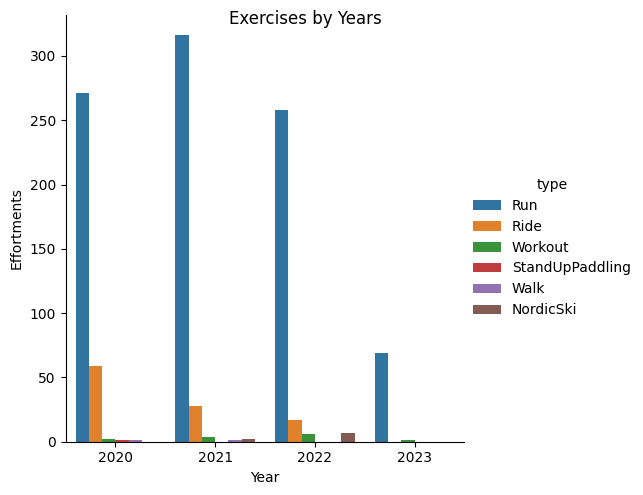 Exercises by Years
300
250
200
150
100
50
0
Effortments
2020 2021 2022 2023
Year
type
Run
Ride
Workout
StandUpPaddling
Walk
NordicSki